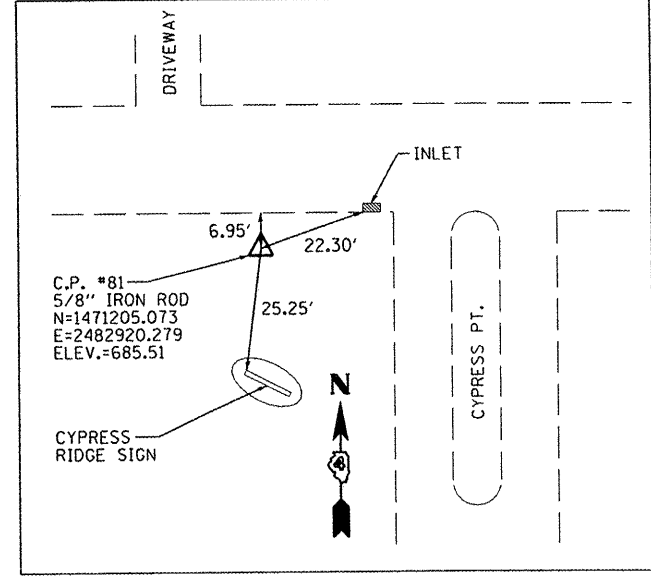 DRIVEWAY
INLET
6.95'
22.30'
C.P. #81
5/8" IRON ROD
N=1471205.073
E=2482920.279
ELEV.=685.51
25.25'
CYPRESS PT.
N
4
CYPRESS
RIDGE SIGN